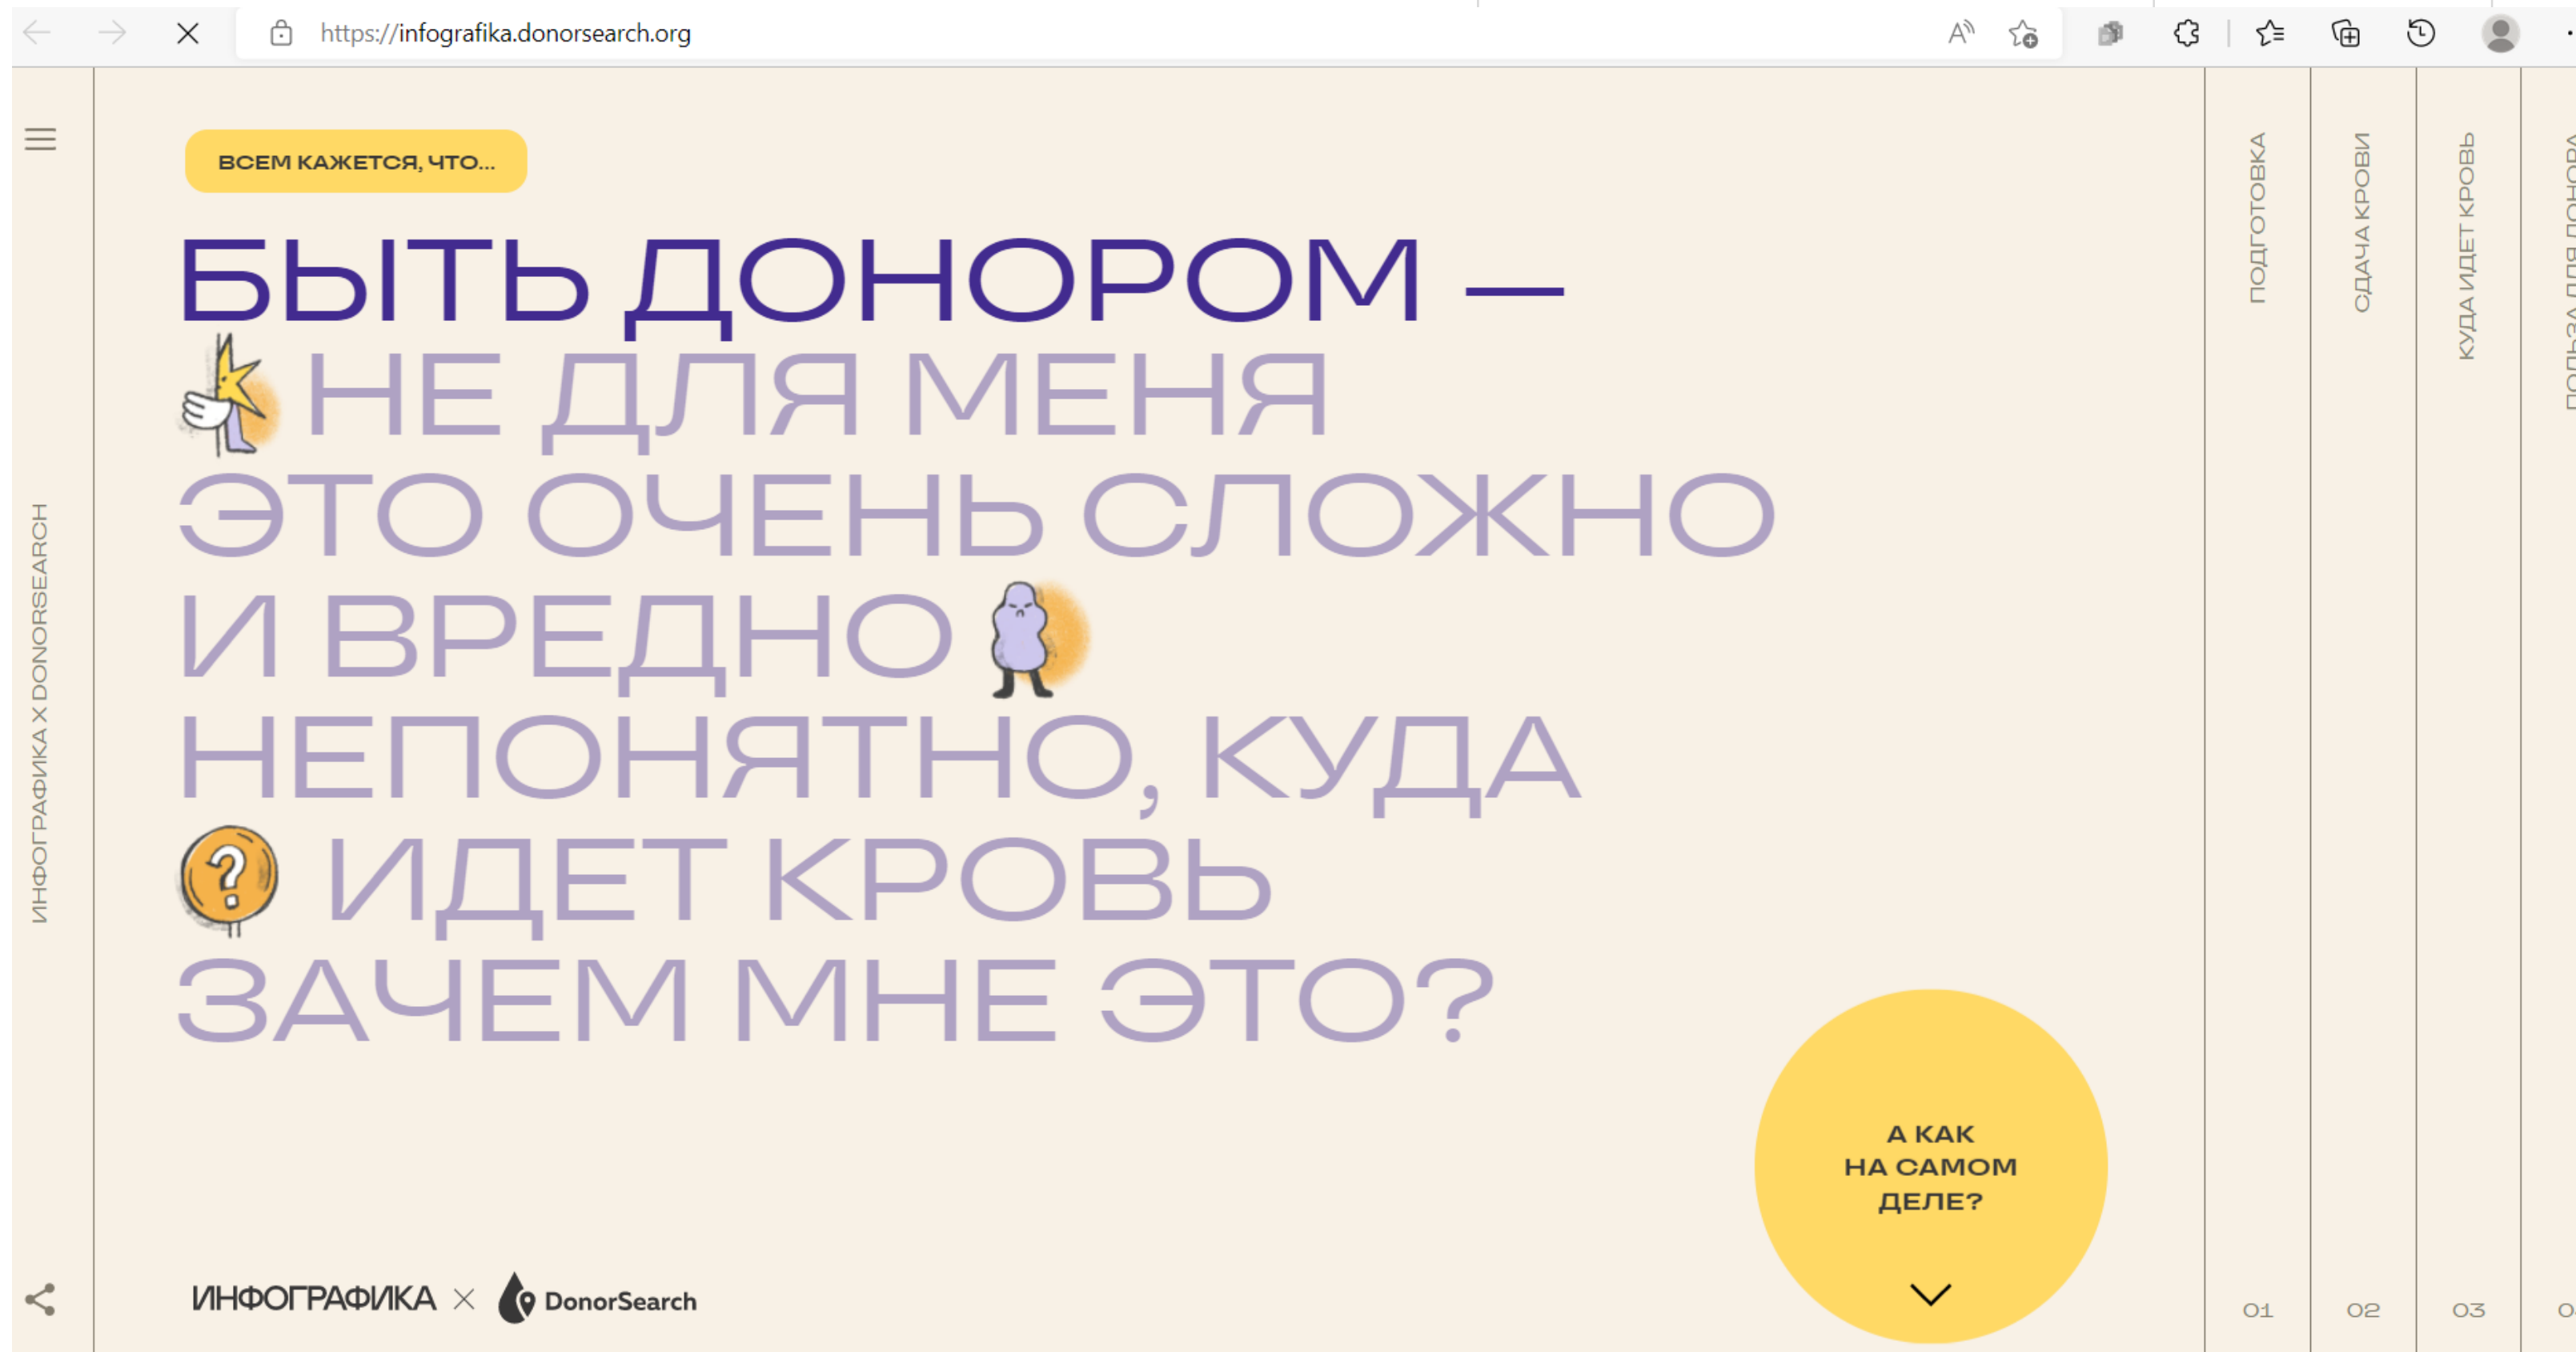 https://infografika.donorsearch.org
ВСЕМ КАЖЕТСЯ, ЧТО...
БЫТЬ ДОНОРОМ —
НЕ ДЛЯ МЕНЯ
ЭТО ОЧЕНЬ СЛОЖНО
И ВРЕДНО
НЕПОНЯТНО, КУДА
? ИДЕТ КРОВЬ
ЗАЧЕМ МНЕ ЭТО?
А КАК
НА САМОМ
ДЕЛЕ?
ИНФОГРАФИКА × DonorSearch
ИНФОГРАФИКА X DONORSEARCH
ПОДГОТОВКА
01
СДАЧА КРОВИ
02
КУДА ИДЕТ КРОВЬ
03